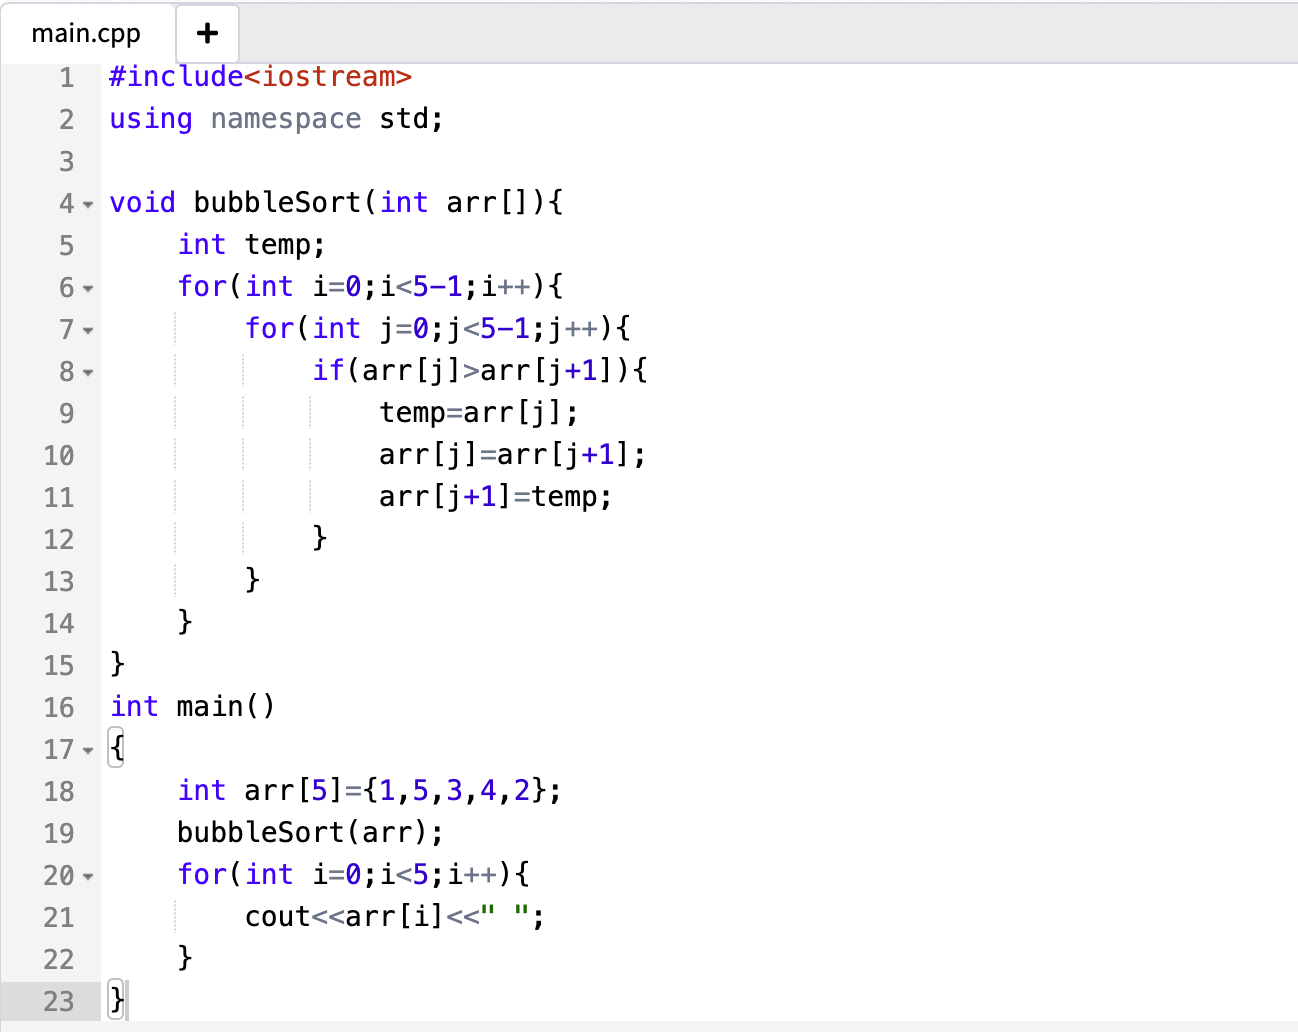 main.cpp +
1 #include<iostream>
2 using namespace std;
3
4 void bubbleSort(int arr[]){
5     int temp;
6     for(int i=0;i<5-1;i++){
7         for(int j=0;j<5-1;j++){
8             if(arr[j]>arr[j+1]){
9                 temp=arr[j];
10                 arr[j]=arr[j+1];
11                 arr[j+1]=temp;
12             }
13         }
14     }
15 }
16 int main()
17 {
18     int arr[5]={1,5,3,4,2};
19     bubbleSort(arr);
20     for(int i=0;i<5;i++){
21         cout<<arr[i]<<" ";
22     }
23 }